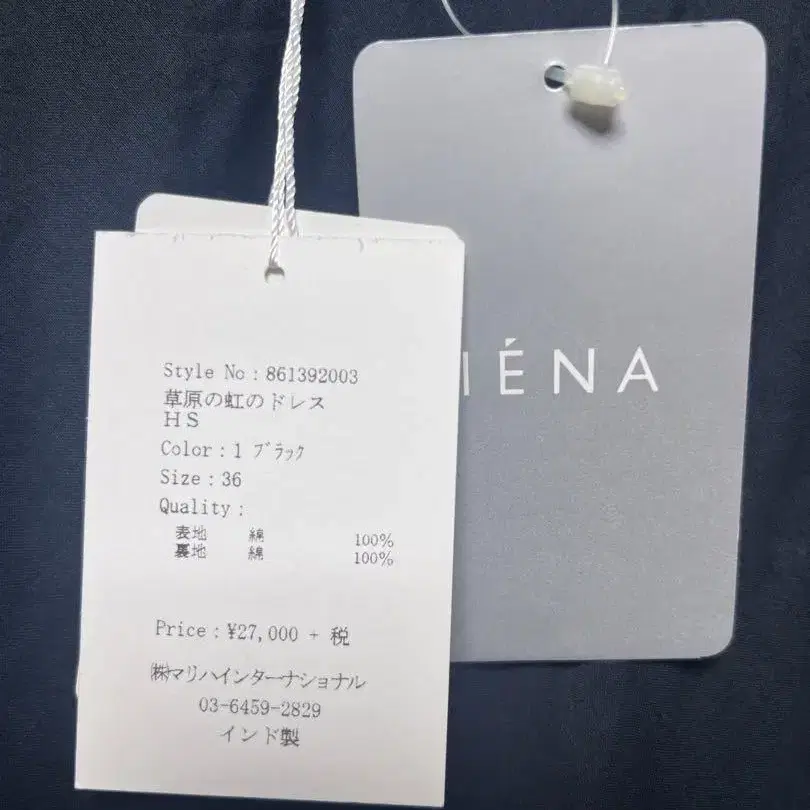 Style No : 861392003
草原の虹のドレス
HS
Color : 1 ブラック
Size : 36
Quality :
表地 綿 100%
裏地 綿 100%
Price : ¥27,000 + 税
㈱マリハインターナショナル
03-6459-2829
インド製
IÉNA